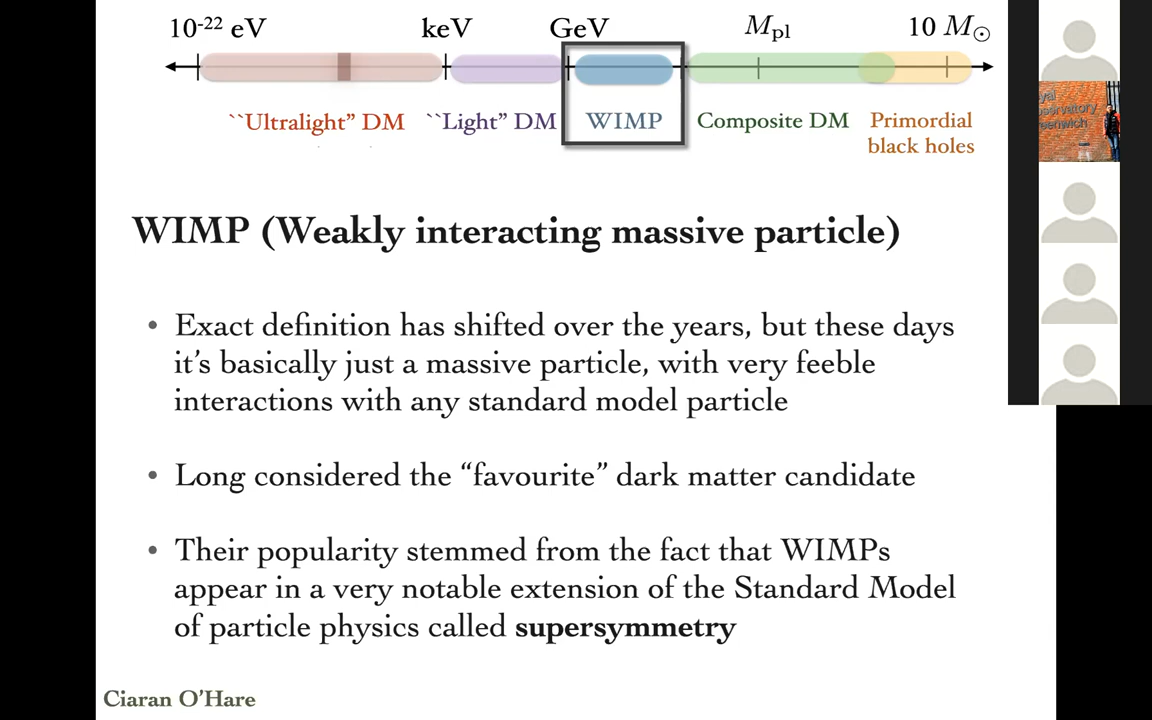 10-22 eV keV GeV Mpl 10 M☉
``Ultralight” DM ``Light” DM WIMP Composite DM Primordial
black holes
WIMP (Weakly interacting massive particle)
• Exact definition has shifted over the years, but these days
it’s basically just a massive particle, with very feeble
interactions with any standard model particle
• Long considered the “favourite” dark matter candidate
• Their popularity stemmed from the fact that WIMPs
appear in a very notable extension of the Standard Model
of particle physics called supersymmetry
Ciaran O’Hare
yal
servatory
eenwich